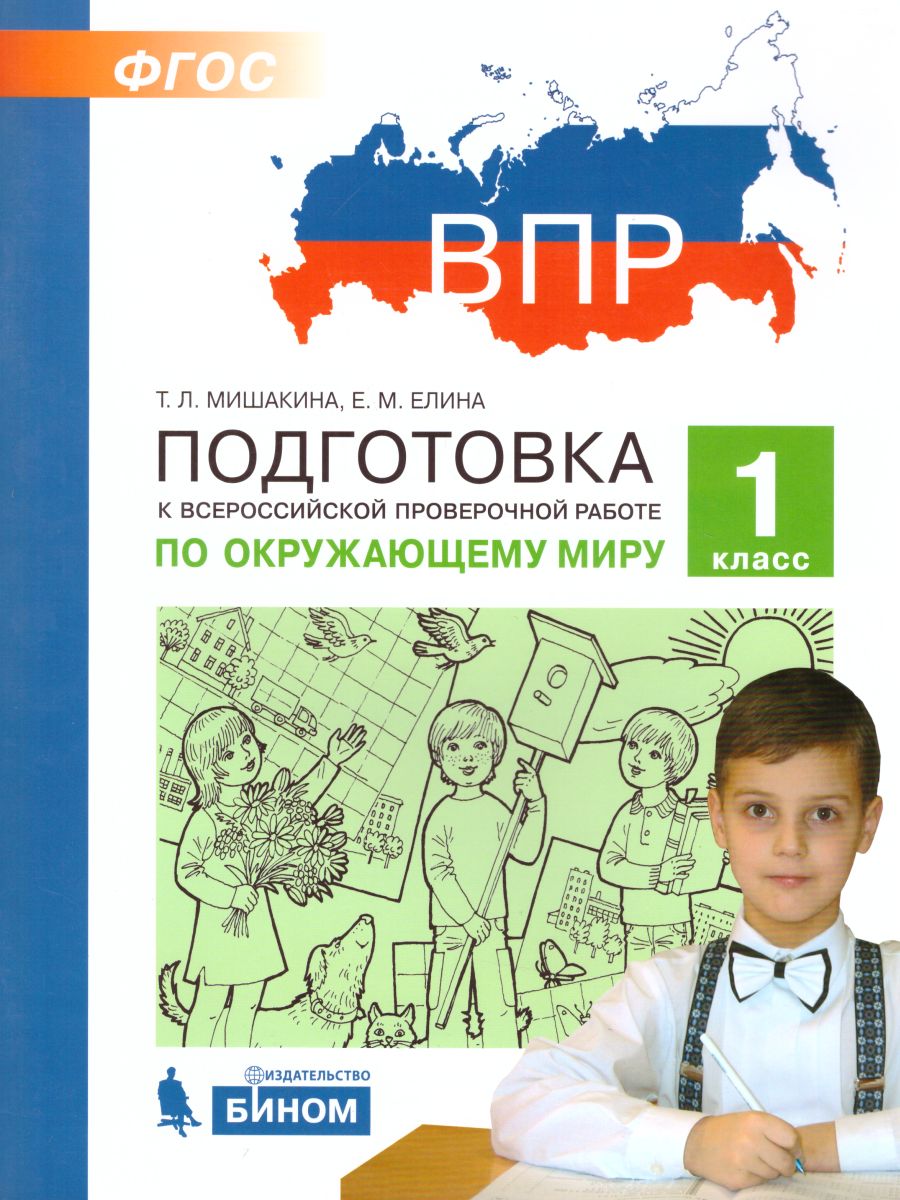 ФГОС
ВПР
Т. Л. МИШАКИНА, Е. М. ЕЛИНА
ПОДГОТОВКА
К ВСЕРОССИЙСКОЙ ПРОВЕРОЧНОЙ РАБОТЕ
ПО ОКРУЖАЮЩЕМУ МИРУ
1
класс
ИЗДАТЕЛЬСТВО
БИНОМ